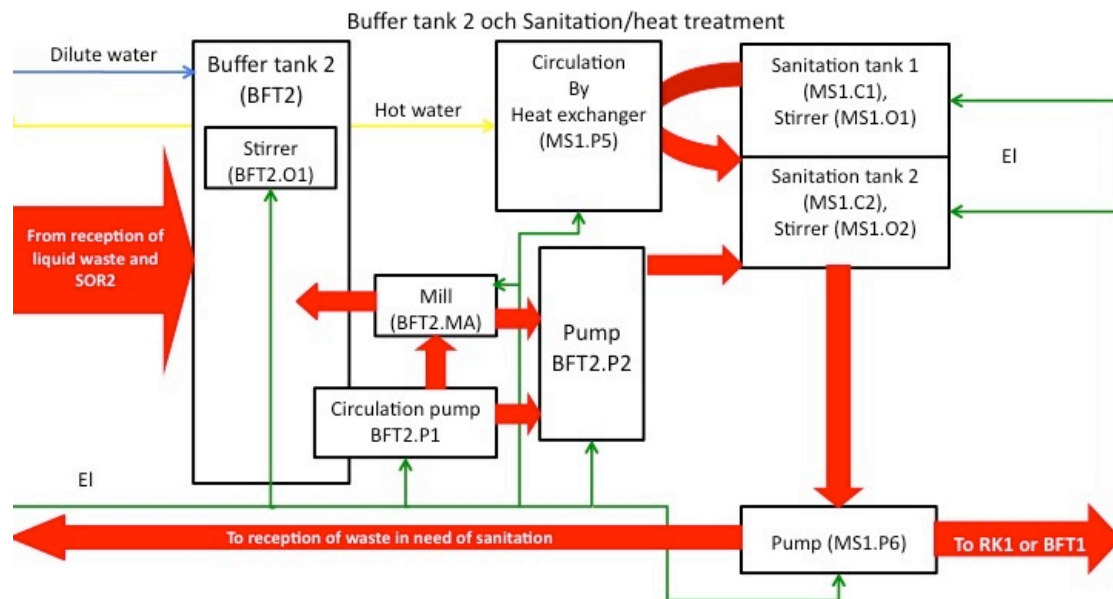 Buffer tank 2 och Sanitation/heat treatment
Dilute water
Buffer tank 2
(BFT2)
Stirrer
(BFT2.O1)
Hot water
Circulation
By
Heat exchanger
(MS1.P5)
Sanitation tank 1
(MS1.C1),
Stirrer (MS1.O1)
Sanitation tank 2
(MS1.C2),
Stirrer (MS1.O2)
El
From reception of
liquid waste and
SOR2
Mill
(BFT2.MA)
Pump
BFT2.P2
Circulation pump
BFT2.P1
El
To reception of waste in need of sanitation
Pump (MS1.P6)
To RK1 or BFT1